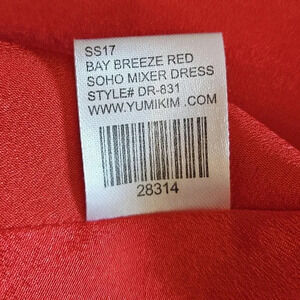 SS17
BAY BREEZE RED
SOHO MIXER DRESS
STYLE# DR-831
WWW.YUMIKIM .COM
28314